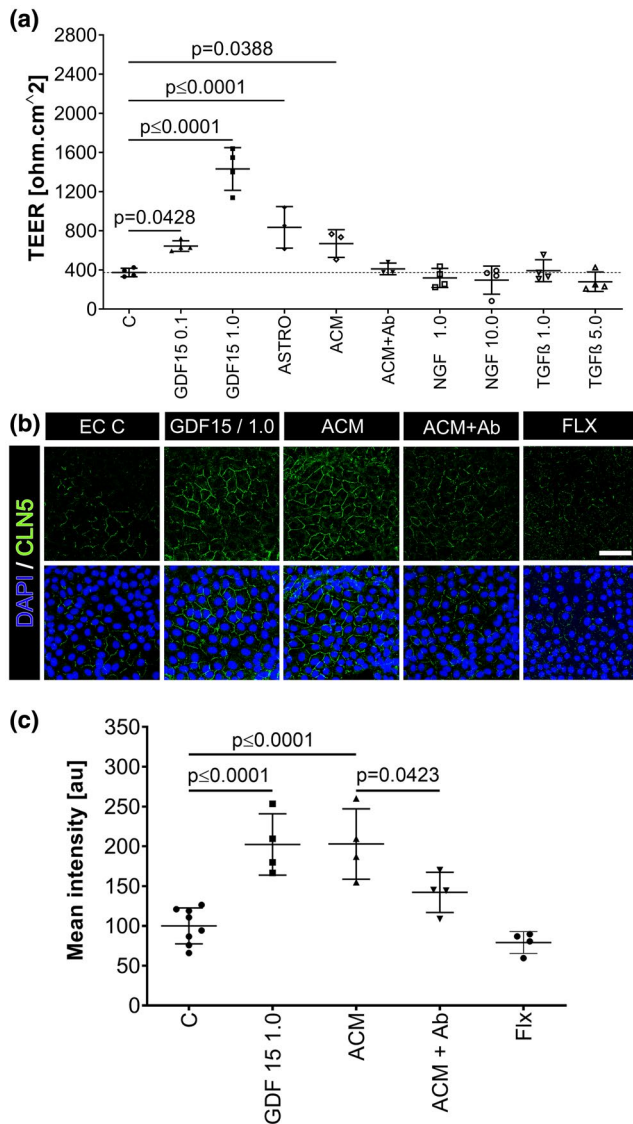 (a)
TEER [ohm.cm^2]
2800
2400
2000
1600
1200
800
400
0
p=0.0388
p≤0.0001
p≤0.0001
p=0.0428
C
GDF15 0.1
GDF15 1.0
ASTRO
ACM
ACM+Ab
NGF 1.0
NGF 10.0
TGFß 1.0
TGFß 5.0
(b)
EC C
GDF15 / 1.0
ACM
ACM+Ab
FLX
DAPI / CLN5
(c)
Mean intensity [au]
350
300
250
200
150
100
50
0
p≤0.0001
p≤0.0001
p=0.0423
C
GDF 15 1.0
ACM
ACM + Ab
Flx